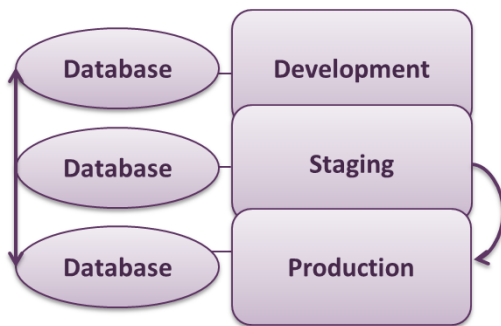 Database Development
Database Staging
Database Production